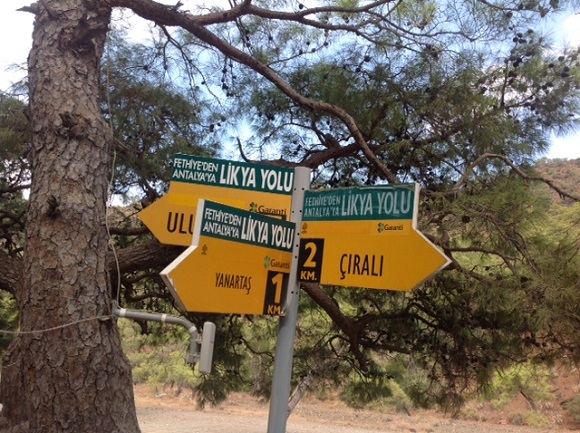 FETHİYE'DEN
ANTALYA'YA LİKYA YOLU
Garanti
FETHİYE'DEN
ANTALYA'YA LİKYA YOLU
Garanti
YANARTAŞ
1
KM.
FETHİYE'DEN
ANTALYA'YA LİKYA YOLU
Garanti
2
KM.
ÇIRALI